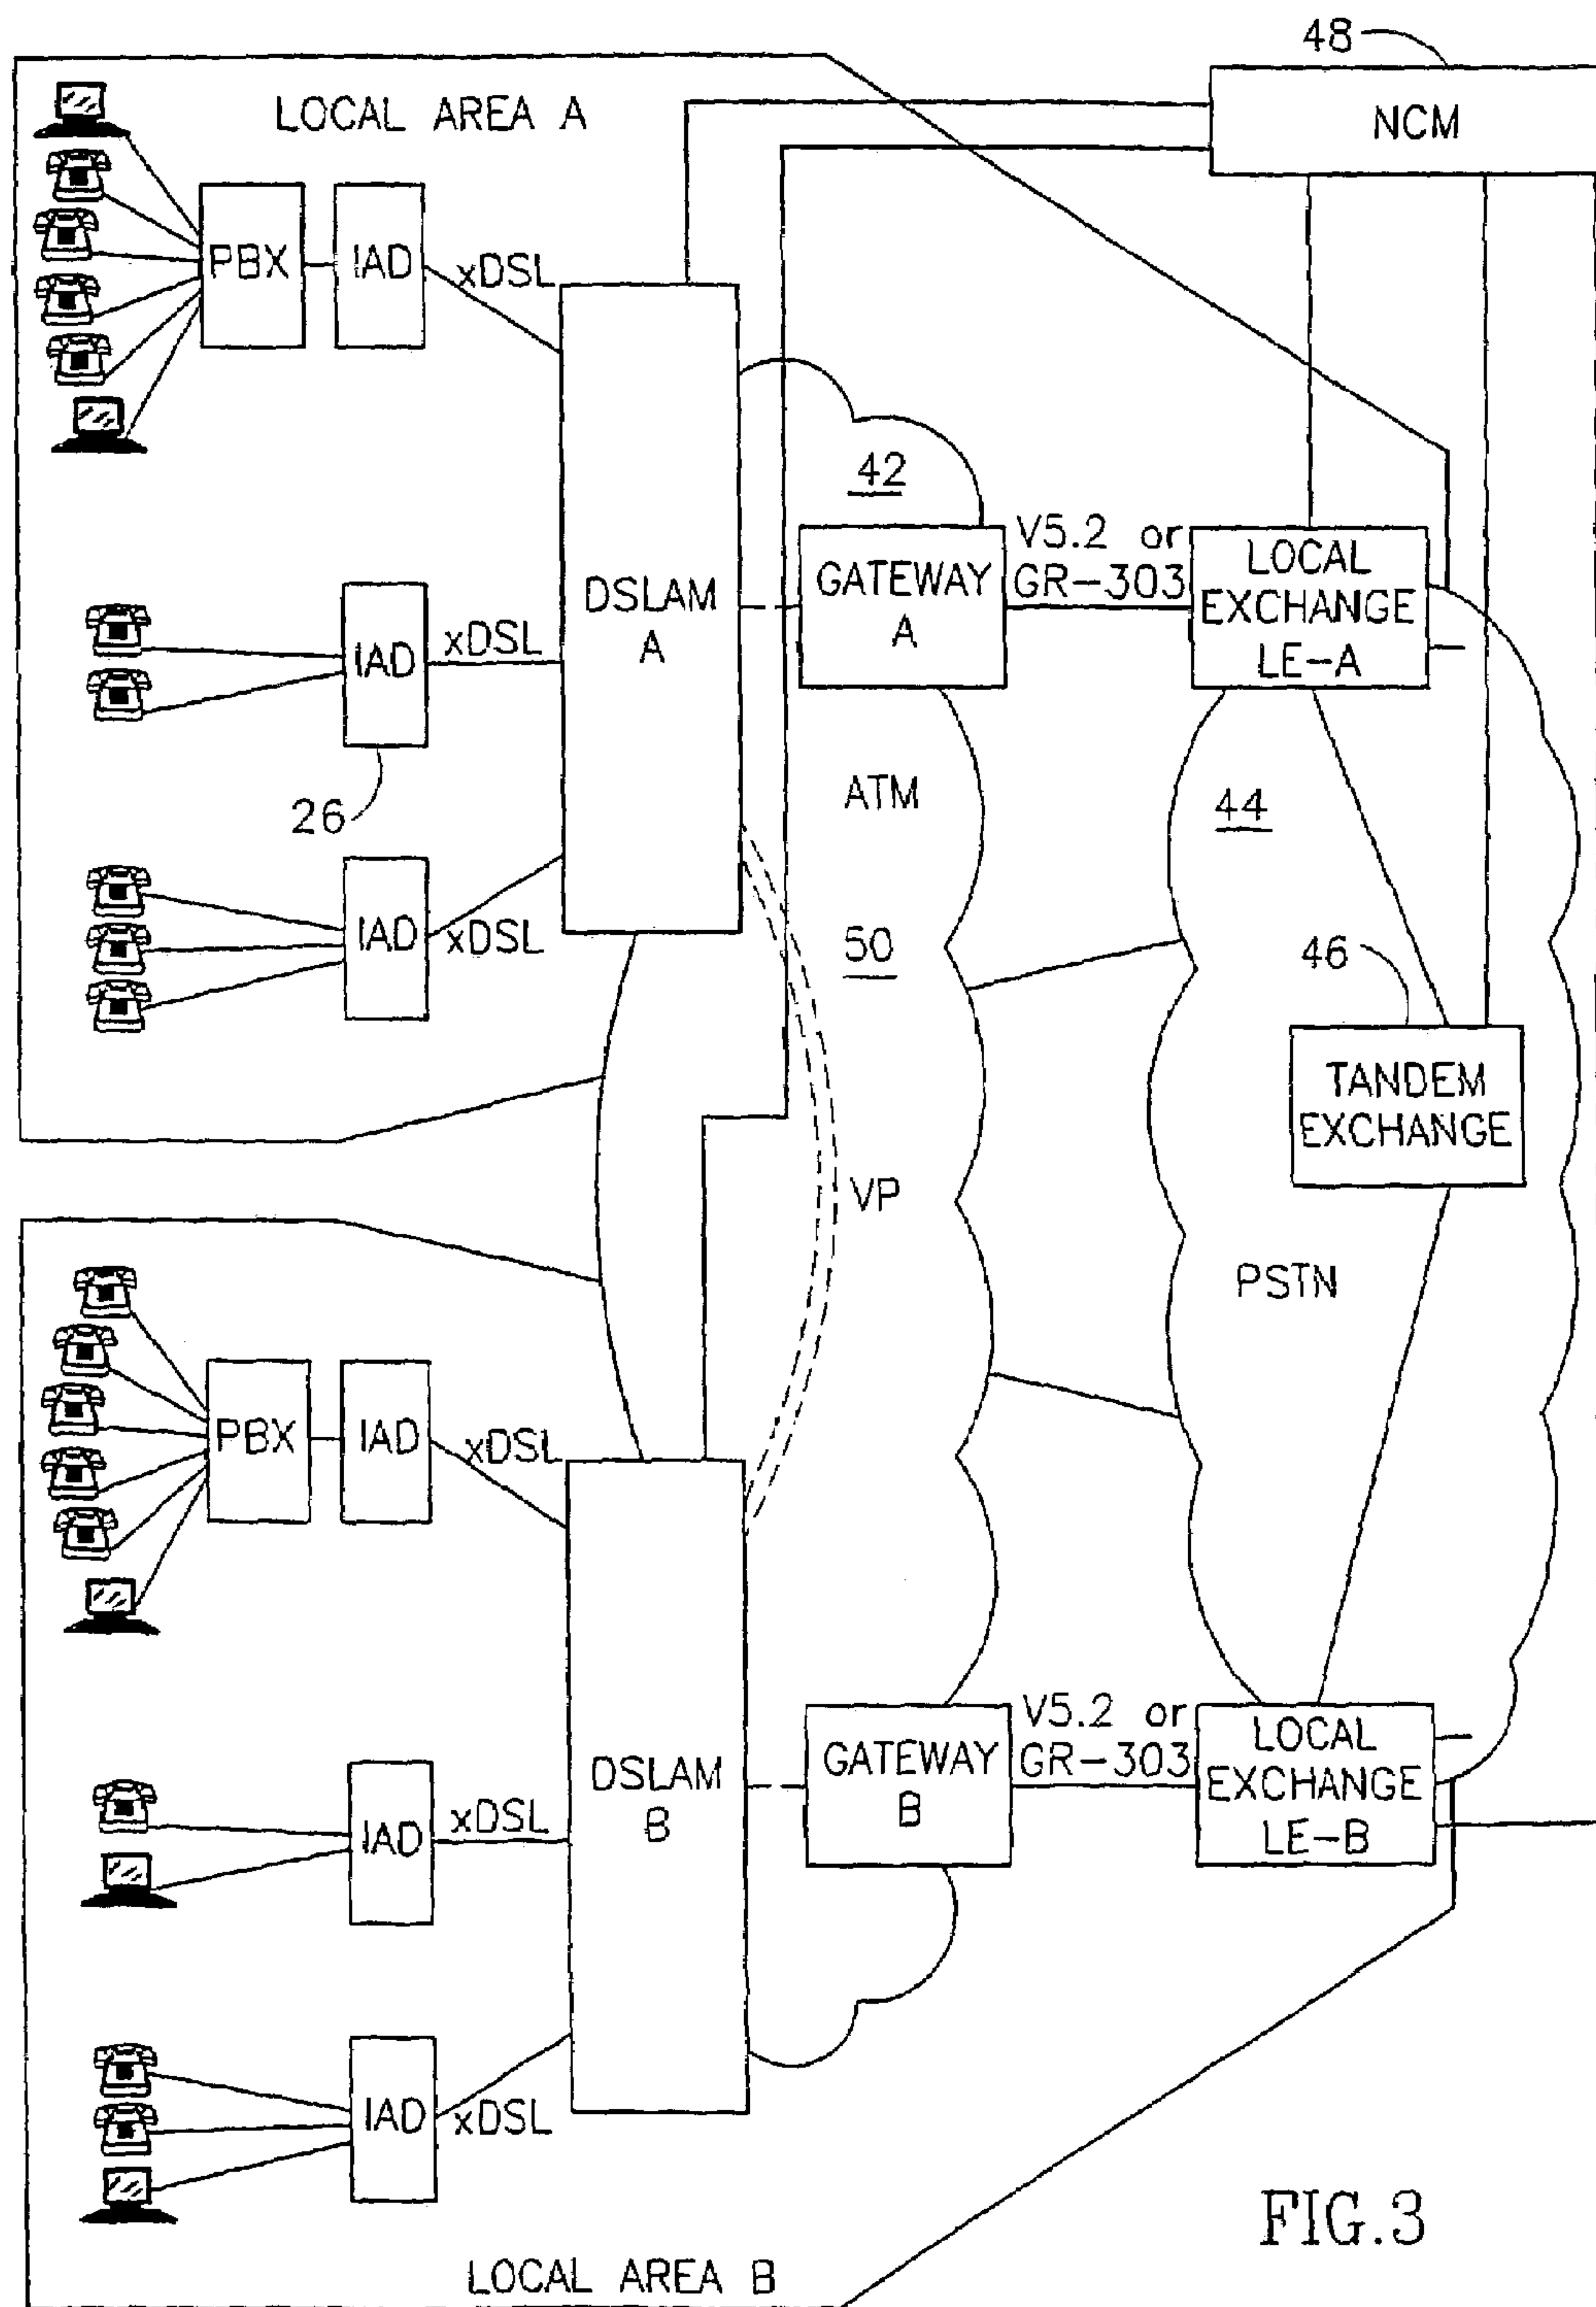 48
NCM
LOCAL AREA A
PBX
IAD
xDSL
42
V5.2 or
GR-303
DSLAM
A
GATEWAY
A
LOCAL
EXCHANGE
LE-A
IAD
xDSL
26
ATM
44
IAD
xDSL
50
46
TANDEM
EXCHANGE
VP
PSTN
PBX
IAD
xDSL
V5.2 or
GR-303
DSLAM
B
GATEWAY
B
LOCAL
EXCHANGE
LE-B
IAD
xDSL
IAD
xDSL
FIG.3
LOCAL AREA B